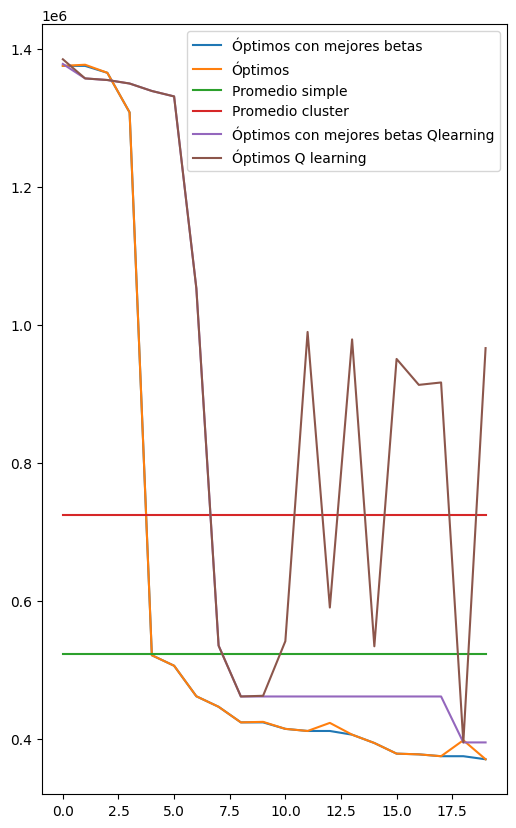 1e6
Óptimos con mejores betas
Óptimos
Promedio simple
Promedio cluster
Óptimos con mejores betas Qlearning
Óptimos Q learning
1.4
1.2
1.0
0.8
0.6
0.4
0.0 2.5 5.0 7.5 10.0 12.5 15.0 17.5